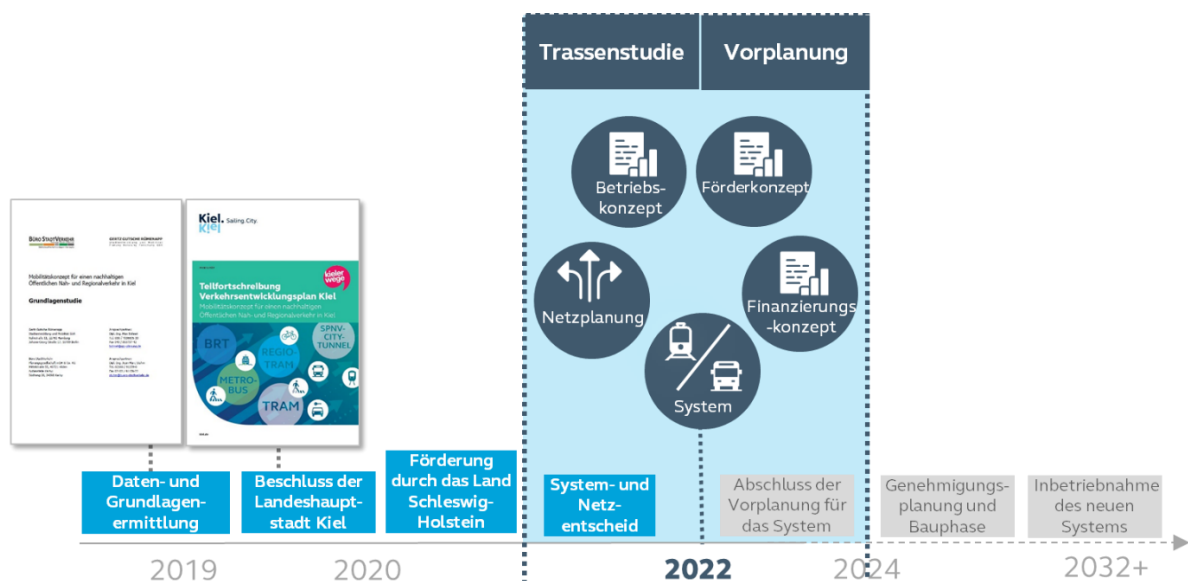 Trassenstudie
Vorplanung
Betriebs-
konzept
Förderkonzept
Netzplanung
Finanzierungs
-konzept
System
BÜRO STADTVERKEHR
Mobilitätskonzept für einen nachhaltigen
Öffentlichen Nah- und Regionalverkehr in Kiel
Grundlagenstudie
Kiel. Sailing.City.
Kiel
kieler
wege
Teilfortschreibung
Verkehrsentwicklungsplan Kiel
Mobilitätskonzept für einen nachhaltigen
Öffentlichen Nah- und Regionalverkehr in Kiel
SPNV-
CITY-
TUNNEL
BRT
REGIO-
TRAM
METRO-
BUS
TRAM
Daten- und
Grundlagen-
ermittlung
Beschluss der
Landeshaupt-
stadt Kiel
Förderung
durch das Land
Schleswig-
Holstein
System- und
Netz-
entscheid
Abschluss der
Vorplanung für
das System
Genehmigungs-
planung und
Bauphase
Inbetriebnahme
des neuen
Systems
2019
2020
2022
2024
2032+